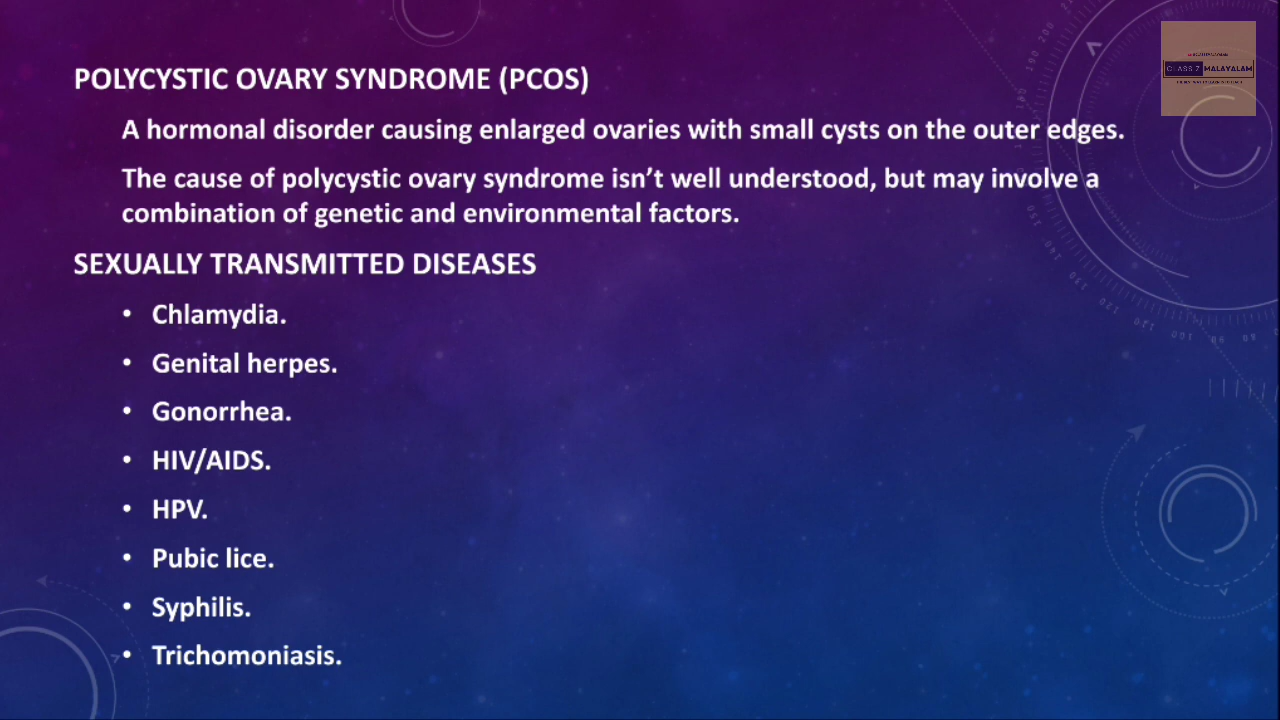 POLYCYSTIC OVARY SYNDROME (PCOS)
A hormonal disorder causing enlarged ovaries with small cysts on the outer edges.
The cause of polycystic ovary syndrome isn’t well understood, but may involve a
combination of genetic and environmental factors.
SEXUALLY TRANSMITTED DISEASES
• Chlamydia.
• Genital herpes.
• Gonorrhea.
• HIV/AIDS.
• HPV.
• Pubic lice.
• Syphilis.
• Trichomoniasis.
CLASS 7 MALAYALAM